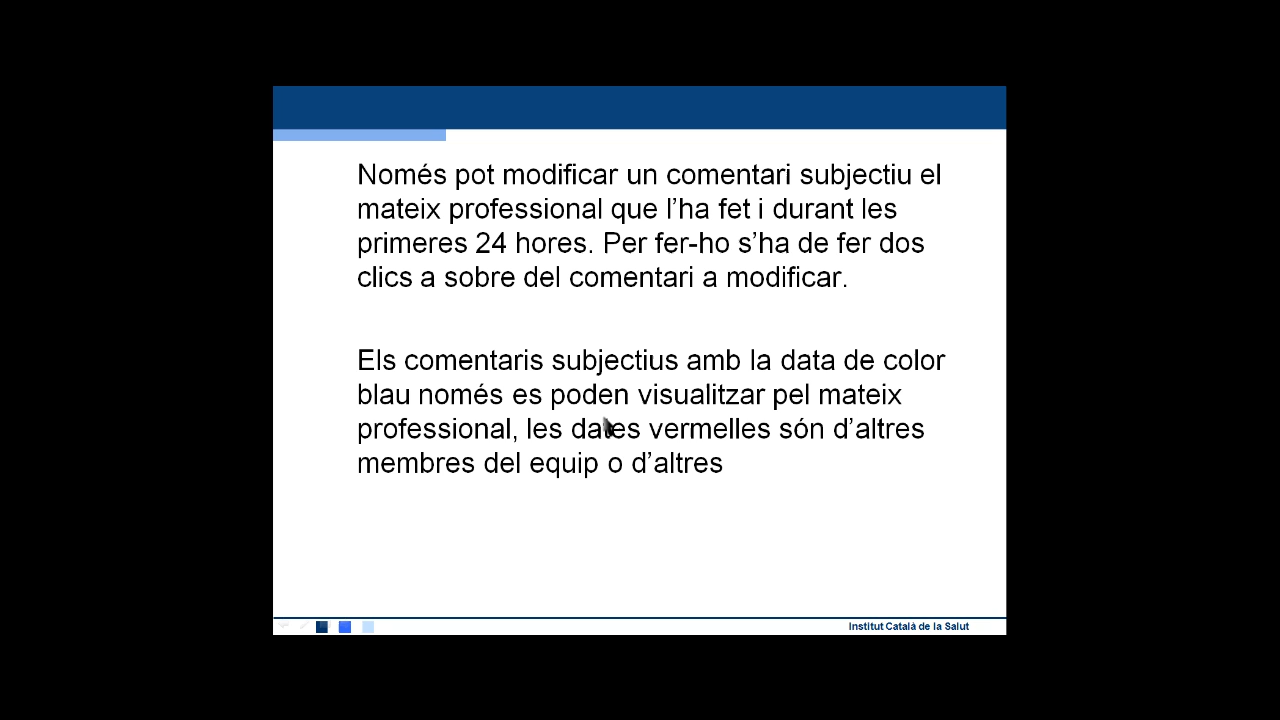 Només pot modificar un comentari subjectiu el
mateix professional que l’ha fet i durant les
primeres 24 hores. Per fer-ho s’ha de fer dos
clics a sobre del comentari a modificar.
Els comentaris subjectius amb la data de color
blau només es poden visualitzar pel mateix
professional, les dates vermelles són d’altres
membres del equip o d’altres
Institut Català de la Salut